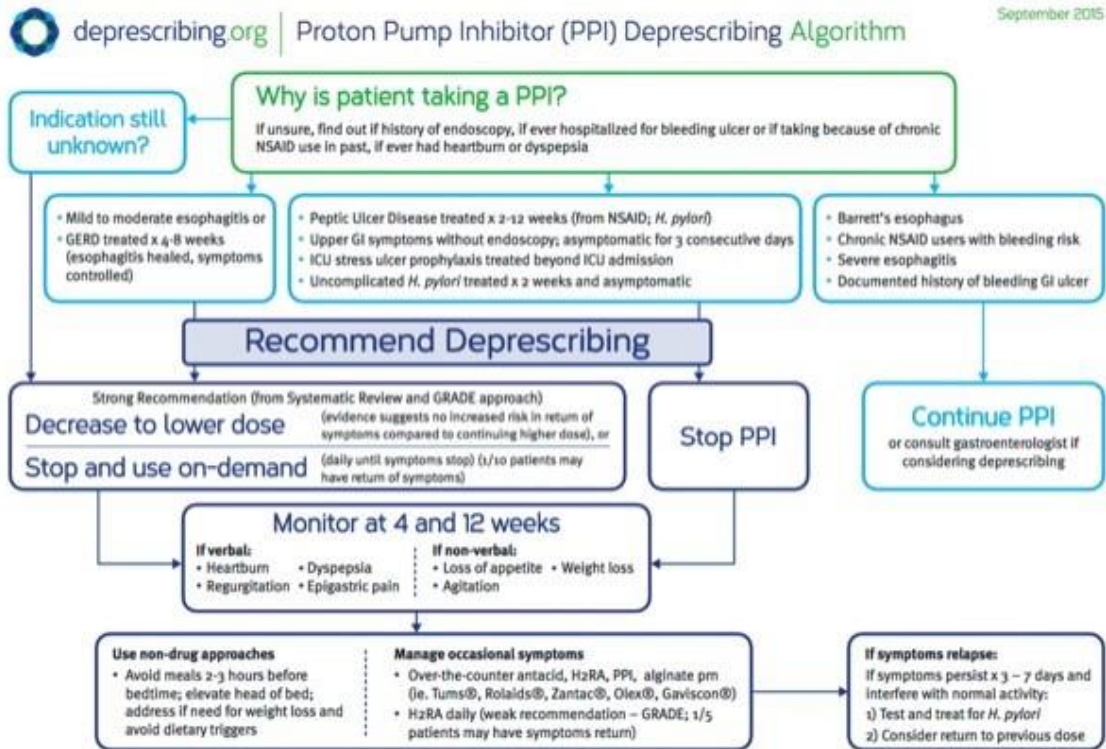 September 2015
deprescribing.org | Proton Pump Inhibitor (PPI) Deprescribing Algorithm
Why is patient taking a PPI?
If unsure, find out if history of endoscopy, if ever hospitalized for bleeding ulcer or if taking because of chronic
NSAID use in past, if ever had heartburn or dyspepsia
Indication still
unknown?
• Mild to moderate esophagitis or
• GERD treated x 4-8 weeks
(esophagitis healed, symptoms
controlled)
• Peptic Ulcer Disease treated x 2-12 weeks (from NSAID; H. pylori)
• Upper GI symptoms without endoscopy; asymptomatic for 3 consecutive days
• ICU stress ulcer prophylaxis treated beyond ICU admission
• Uncomplicated H. pylori treated x 2 weeks and asymptomatic
• Barrett's esophagus
• Chronic NSAID users with bleeding risk
• Severe esophagitis
• Documented history of bleeding GI ulcer
Recommend Deprescribing
Strong Recommendation (from Systematic Review and GRADE approach)
Decrease to lower dose
(evidence suggests no increased risk in return of
symptoms compared to continuing higher dose), or
Stop and use on-demand
(daily until symptoms stop) (1/10 patients may
have return of symptoms)
Stop PPI
Continue PPI
or consult gastroenterologist if
considering deprescribing
Monitor at 4 and 12 weeks
If verbal:
• Heartburn • Dyspepsia
• Regurgitation • Epigastric pain
If non-verbal:
• Loss of appetite • Weight loss
• Agitation
Use non-drug approaches
• Avoid meals 2-3 hours before
bedtime; elevate head of bed;
address if need for weight loss and
avoid dietary triggers
Manage occasional symptoms
• Over-the-counter antacid, H2RA, PPI, alginate prn
(ie. Tums®, Rolaids®, Zantac®, Olex®, Gaviscon®)
• H2RA daily (weak recommendation – GRADE; 1/5
patients may have symptoms return)
If symptoms relapse:
If symptoms persist x 3 – 7 days and
interfere with normal activity:
1) Test and treat for H. pylori
2) Consider return to previous dose